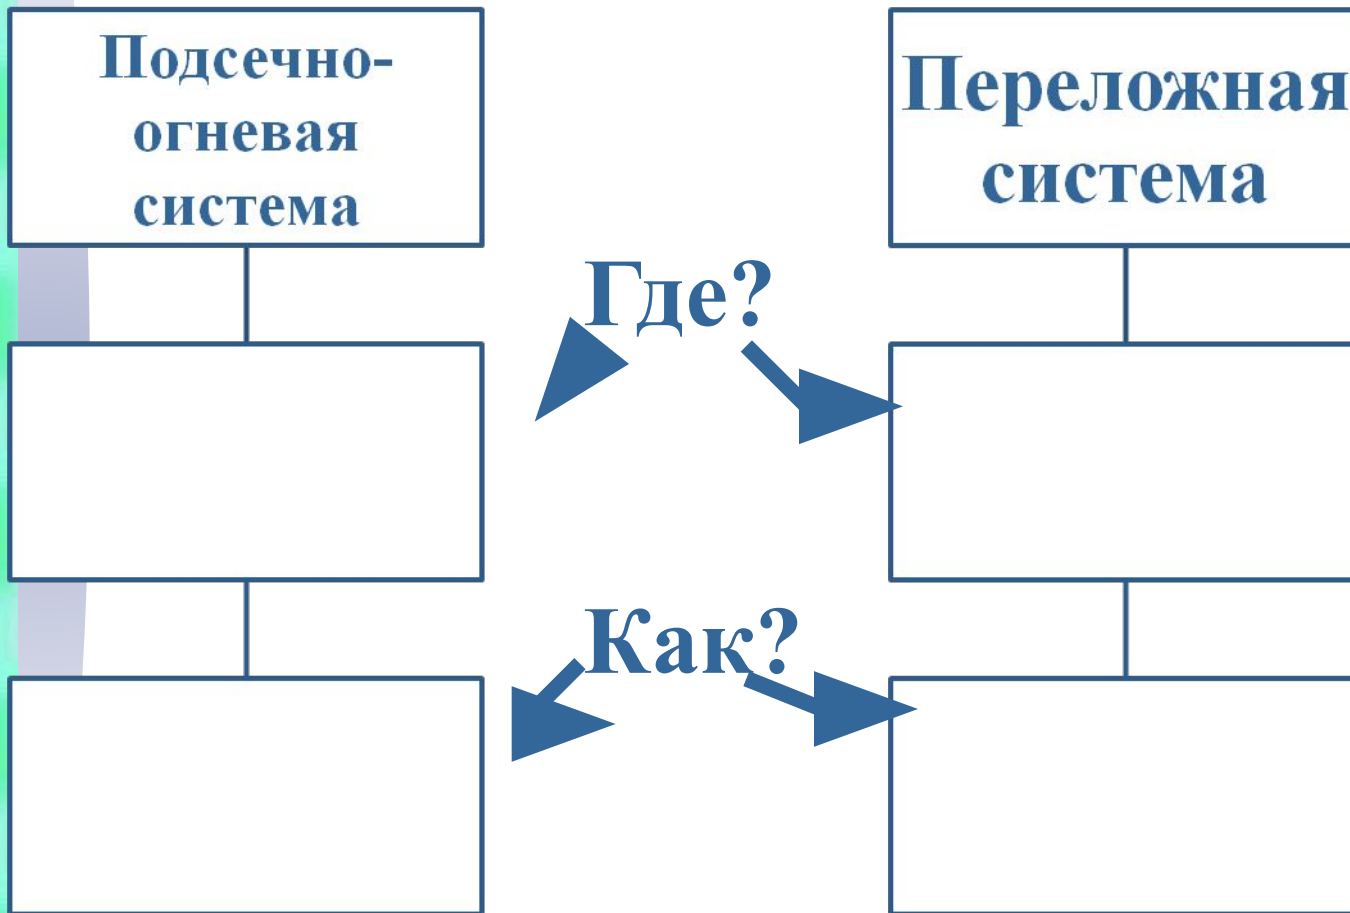 Подсечно-
огневая
система
Переложная
система
Где?
Как?